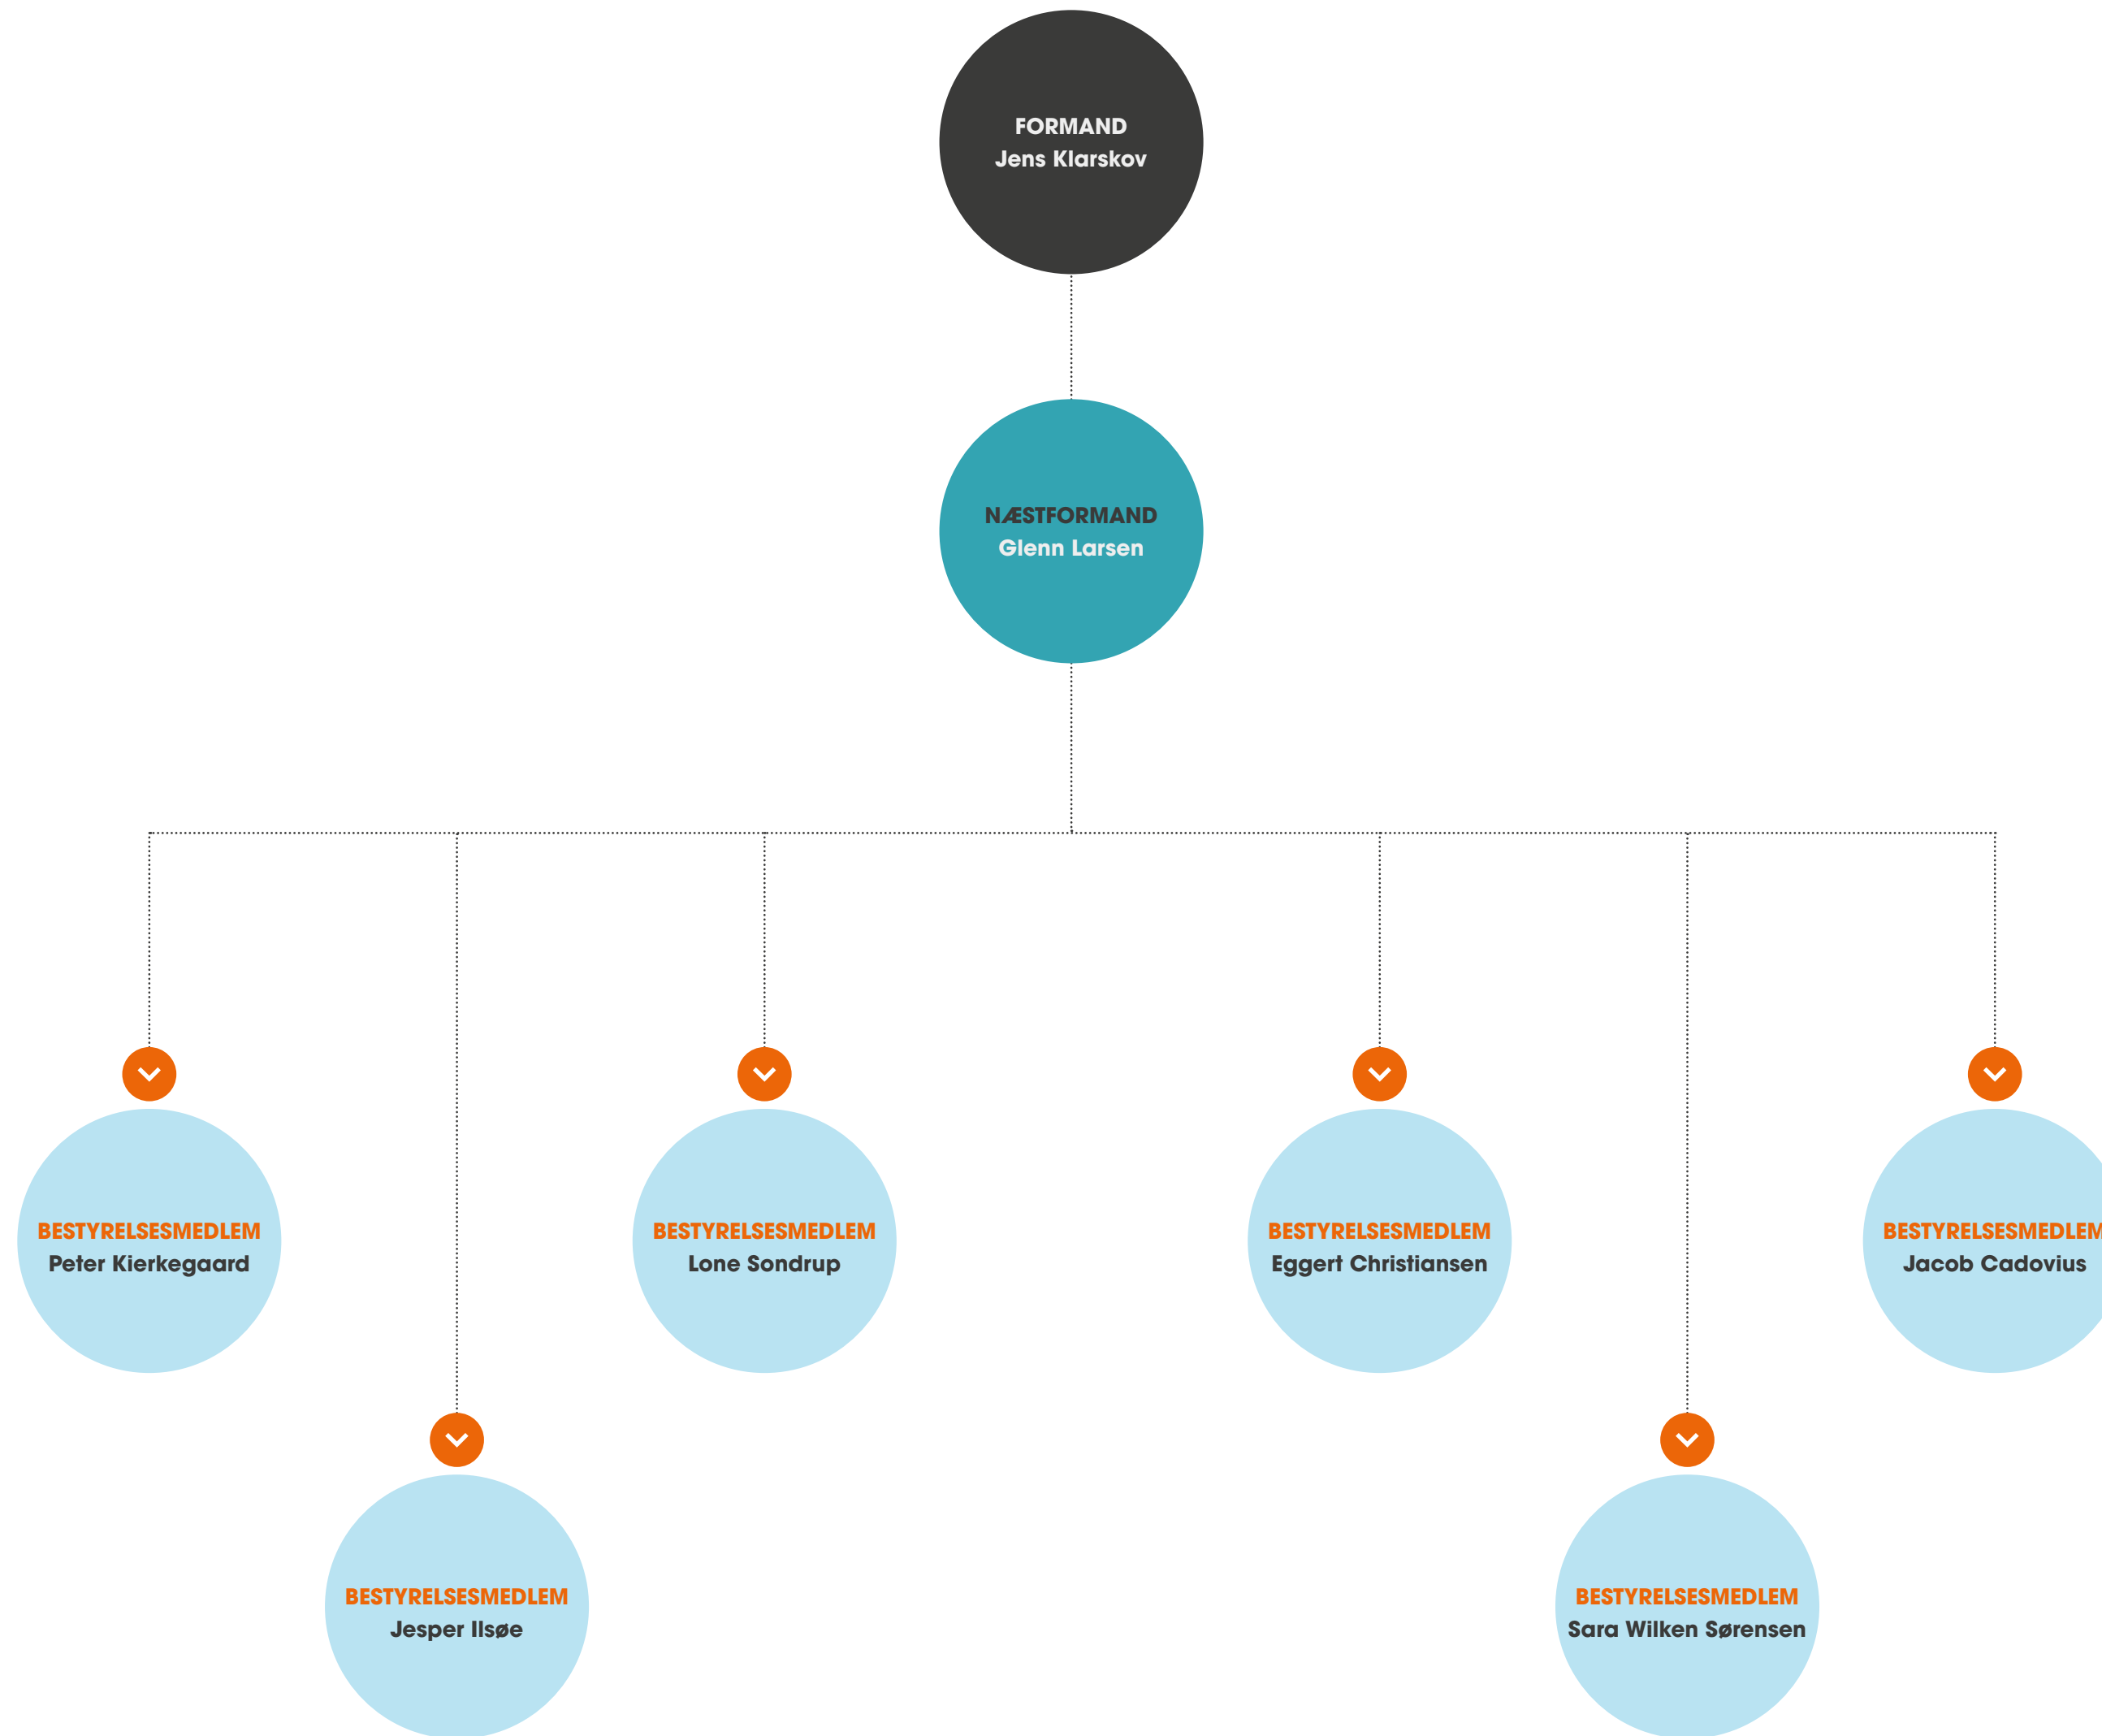 FORMAND
Jens Klarskov
NÆSTFORMAND
Glenn Larsen
BESTYRELSESMEDLEM
Peter Kierkegaard
BESTYRELSESMEDLEM
Lone Sondrup
BESTYRELSESMEDLEM
Eggert Christiansen
BESTYRELSESMEDLEM
Jacob Cadovius
BESTYRELSESMEDLEM
Jesper Ilsøe
BESTYRELSESMEDLEM
Sara Wilken Sørensen